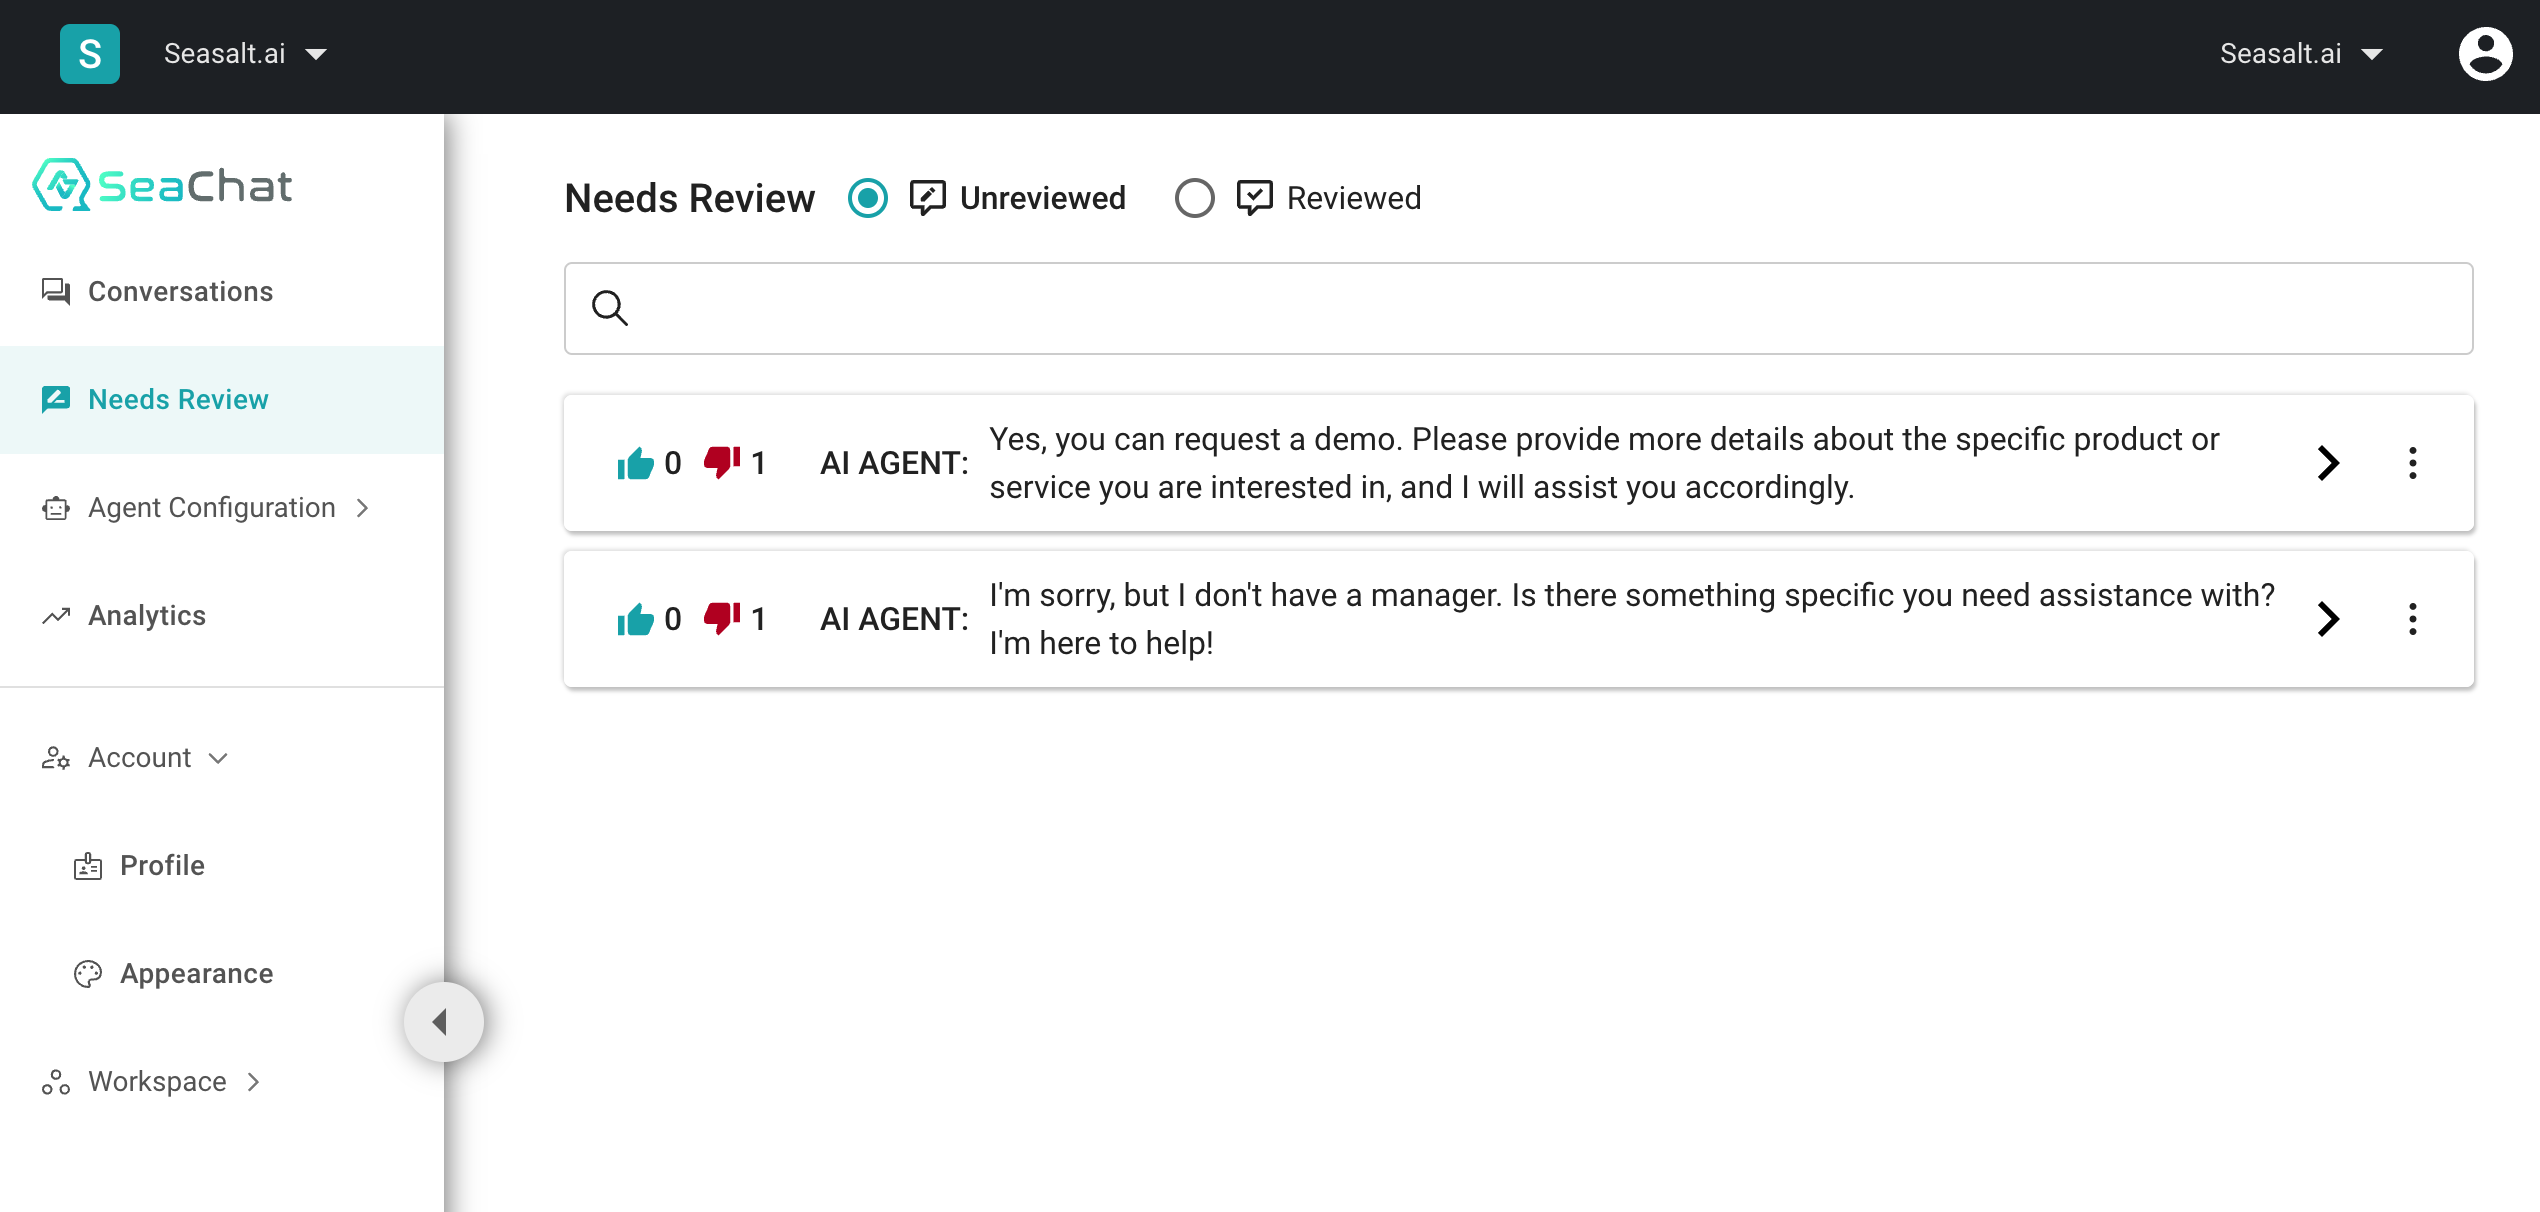 S Seasalt.ai
Seasalt.ai
SeaChat
Conversations
Needs Review
Agent Configuration
Analytics
Account
Profile
Appearance
Workspace
Needs Review Unreviewed Reviewed
0 1 AI AGENT: Yes, you can request a demo. Please provide more details about the specific product or
service you are interested in, and I will assist you accordingly.
0 1 AI AGENT: I'm sorry, but I don't have a manager. Is there something specific you need assistance with?
I'm here to help!